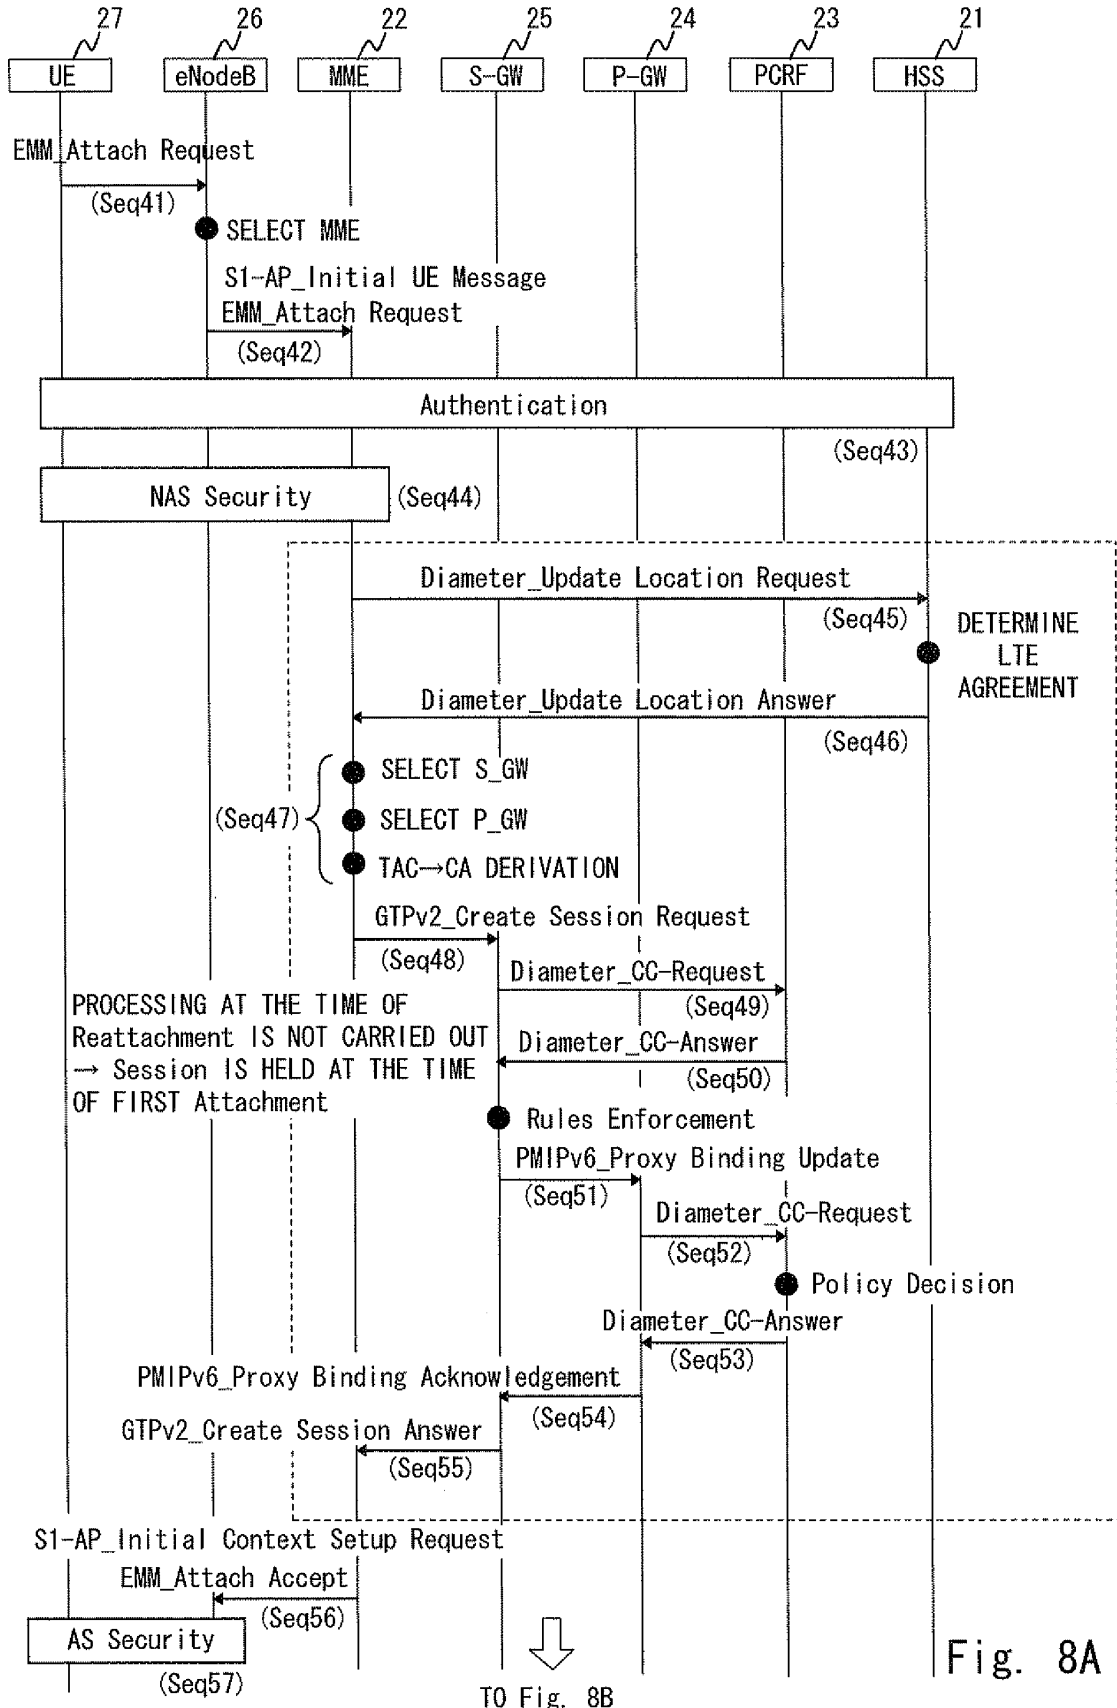 27 26 22 25 24 23 21
UE eNodeB MME S-GW P-GW PCRF HSS
EMM_Attach Request
(Seq41)
SELECT MME
S1-AP_Initial UE Message
EMM_Attach Request
(Seq42)
Authentication
(Seq43)
NAS Security
(Seq44)
Diameter_Update Location Request
(Seq45)
DETERMINE
LTE
AGREEMENT
Diameter_Update Location Answer
(Seq46)
SELECT S_GW
(Seq47)
SELECT P_GW
TAC→CA DERIVATION
GTPv2_Create Session Request
(Seq48)
Diameter_CC-Request
(Seq49)
PROCESSING AT THE TIME OF
Reattachment IS NOT CARRIED OUT
→ Session IS HELD AT THE TIME
OF FIRST Attachment
Diameter_CC-Answer
(Seq50)
Rules Enforcement
PMIPv6_Proxy Binding Update
(Seq51)
Diameter_CC-Request
(Seq52)
Policy Decision
Diameter_CC-Answer
(Seq53)
PMIPv6_Proxy Binding Acknowledgement
(Seq54)
GTPv2_Create Session Answer
(Seq55)
S1-AP_Initial Context Setup Request
EMM_Attach Accept
(Seq56)
AS Security
(Seq57)
TO Fig. 8B
Fig. 8A